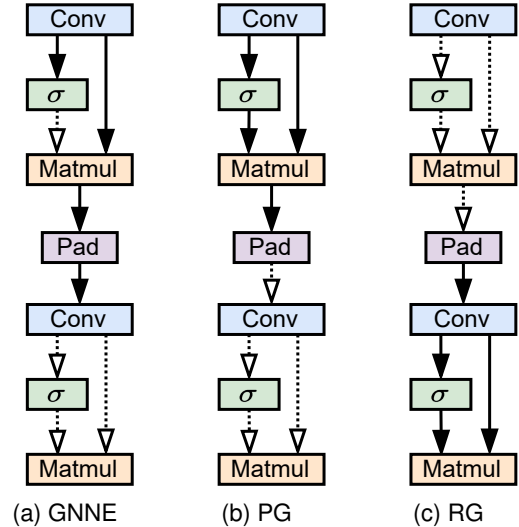 Conv
σ
Matmul
Pad
Conv
σ
Matmul
(a) GNNE
Conv
σ
Matmul
Pad
Conv
σ
Matmul
(b) PG
Conv
σ
Matmul
Pad
Conv
σ
Matmul
(c) RG